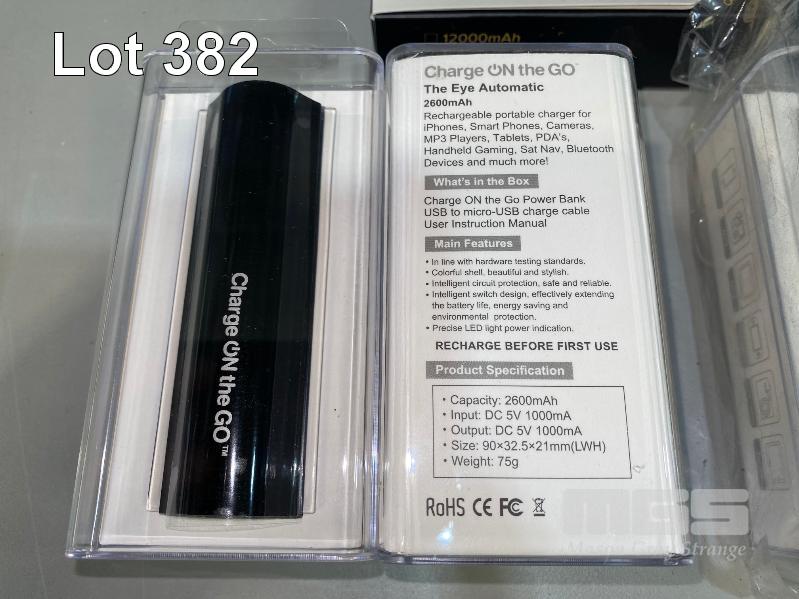 Lot 382
12000mAh
Charge ON the GO™
Charge ON the GO™
The Eye Automatic
2600mAh
Rechargeable portable charger for
iPhones, Smart Phones, Cameras,
MP3 Players, Tablets, PDA's,
Handheld Gaming, Sat Nav, Bluetooth
Devices and much more!
What's in the Box
Charge ON the Go Power Bank
USB to micro-USB charge cable
User Instruction Manual
Main Features
• In line with hardware testing standards.
• Colorful shell, beautiful and stylish.
• Intelligent circuit protection, safe and reliable.
• Intelligent switch design, effectively extending
the battery life, energy saving and
environmental protection.
• Precise LED light power indication.
RECHARGE BEFORE FIRST USE
Product Specification
• Capacity: 2600mAh
• Input: DC 5V 1000mA
• Output: DC 5V 1000mA
• Size: 90×32.5×21mm(LWH)
• Weight: 75g
RoHS CE FC
MGS
Strange